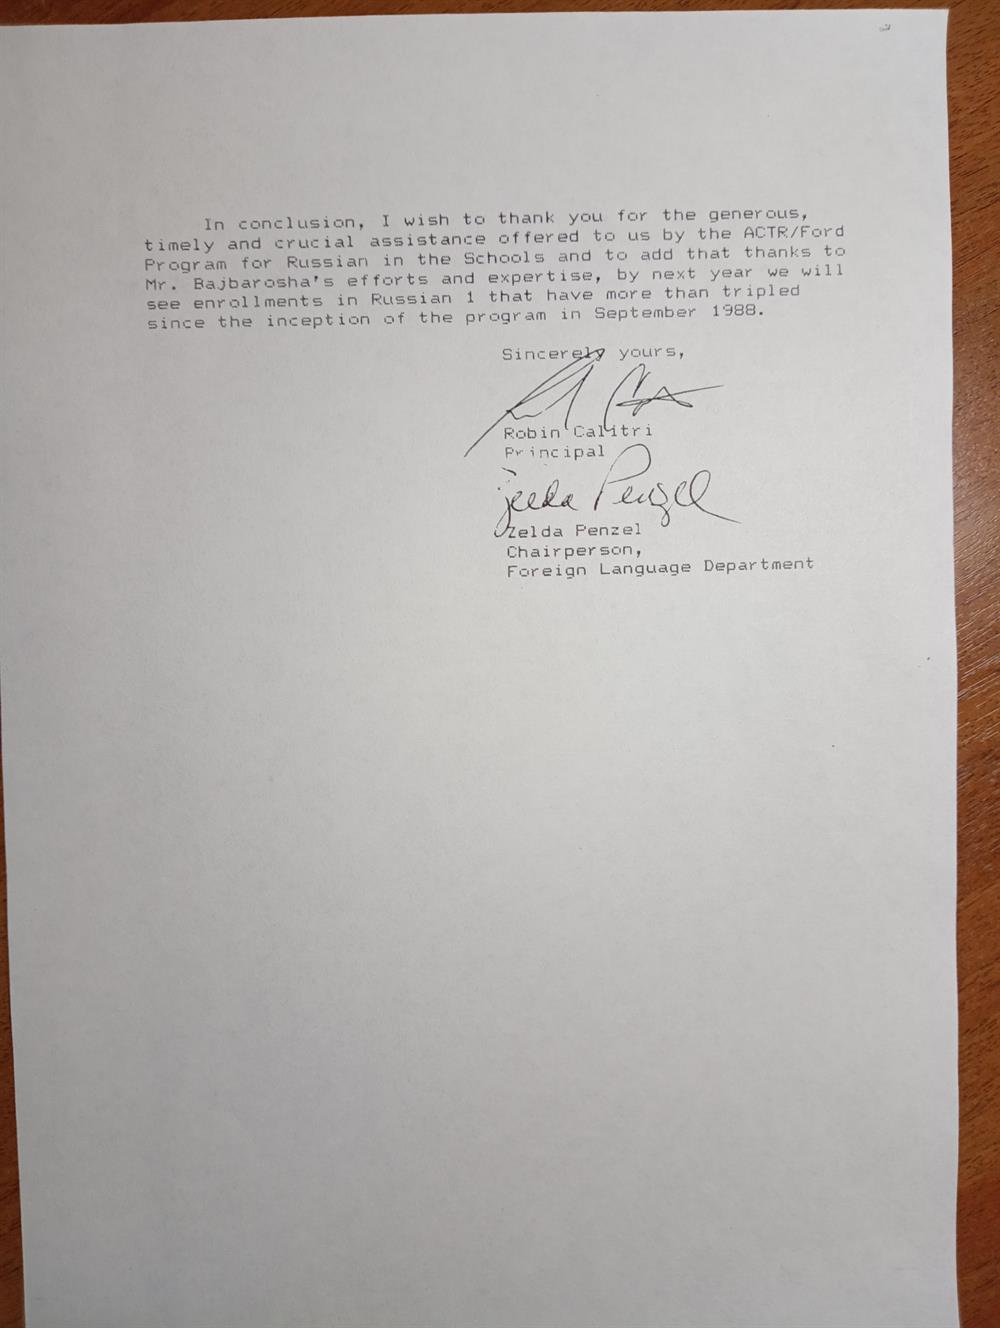 In conclusion, I wish to thank you for the generous,
timely and crucial assistance offered to us by the ACTR/Ford
Program for Russian in the Schools and to add that thanks to
Mr. Bajbarosha's efforts and expertise, by next year we will
see enrollments in Russian 1 that have more than tripled
since the inception of the program in September 1988.
Sincerely yours,
Robin Calitri
Principal
Zelda Penzel
Zelda Penzel
Chairperson,
Foreign Language Department